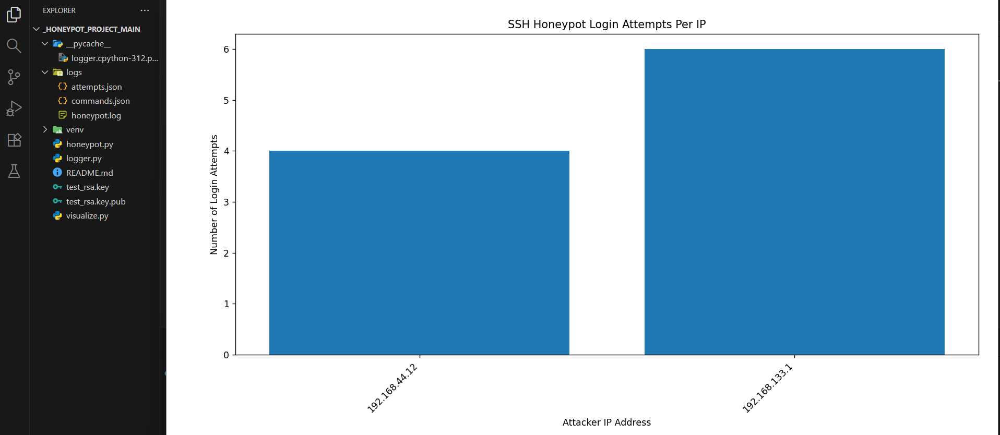 EXPLORER
_HONEYPOT_PROJECT_MAIN
__pycache__
logger.cpython-312.p...
logs
attempts.json
commands.json
honeypot.log
venv
honeypot.py
logger.py
README.md
test_rsa.key
test_rsa.key.pub
visualize.py
SSH Honeypot Login Attempts Per IP
Number of Login Attempts
6
5
4
3
2
1
0
192.168.44.12
192.168.133.1
Attacker IP Address